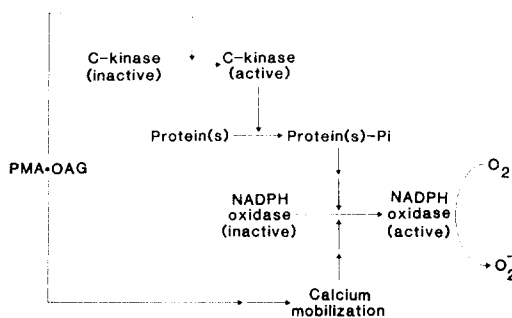 C-kinase
(inactive)
C-kinase
(active)
Protein(s)
Protein(s)-Pi
PMA•OAG
NADPH
oxidase
(inactive)
NADPH
oxidase
(active)
O2
O2-
Calcium
mobilization